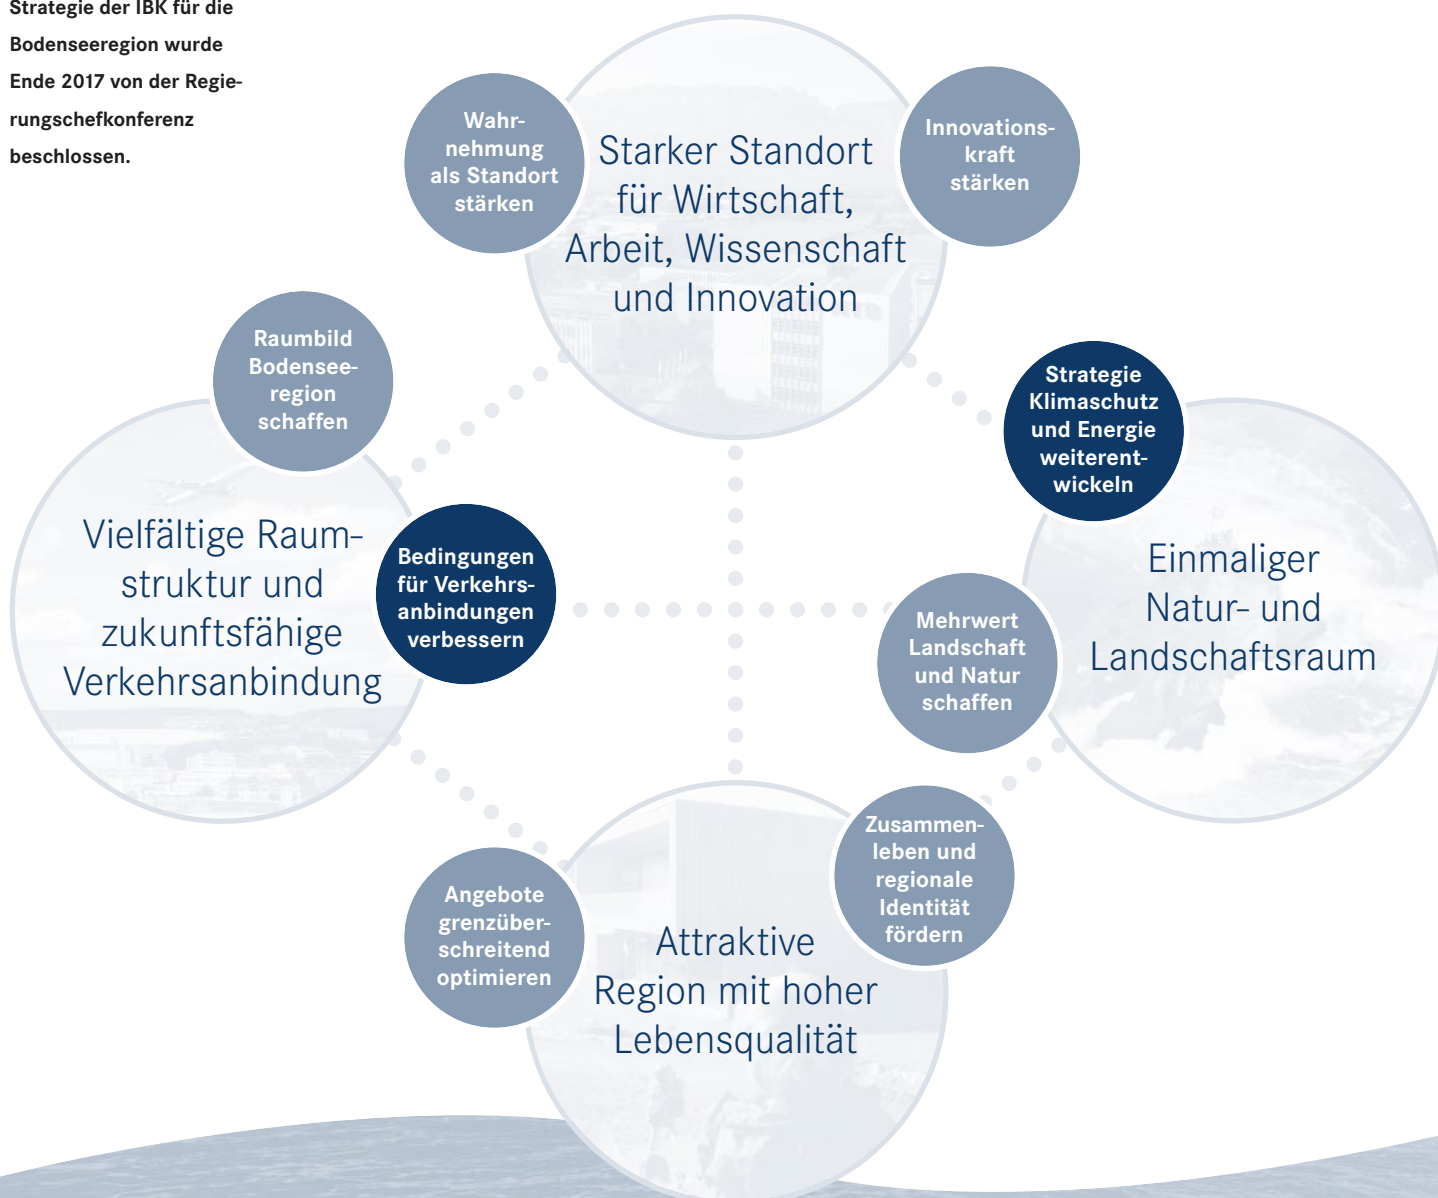 Strategie der IBK für die
Bodenseeregion wurde
Ende 2017 von der Regie-
rungschefkonferenz
beschlossen.
Wahr-
nehmung
als Standort
stärken
Starker Standort
für Wirtschaft,
Arbeit, Wissenschaft
und Innovation
Innovations-
kraft
stärken
Raumbild
Bodensee-
region
schaffen
Strategie
Klimaschutz
und Energie
weiterent-
wickeln
Vielfältige Raum-
struktur und
zukunftsfähige
Verkehrsanbindung
Bedingungen
für Verkehrs-
anbindungen
verbessern
Einmaliger
Natur- und
Landschaftsraum
Mehrwert
Landschaft
und Natur
schaffen
Zusammen-
leben und
regionale
Identität
fördern
Angebote
grenzüber-
schreitend
optimieren
Attraktive
Region mit hoher
Lebensqualität